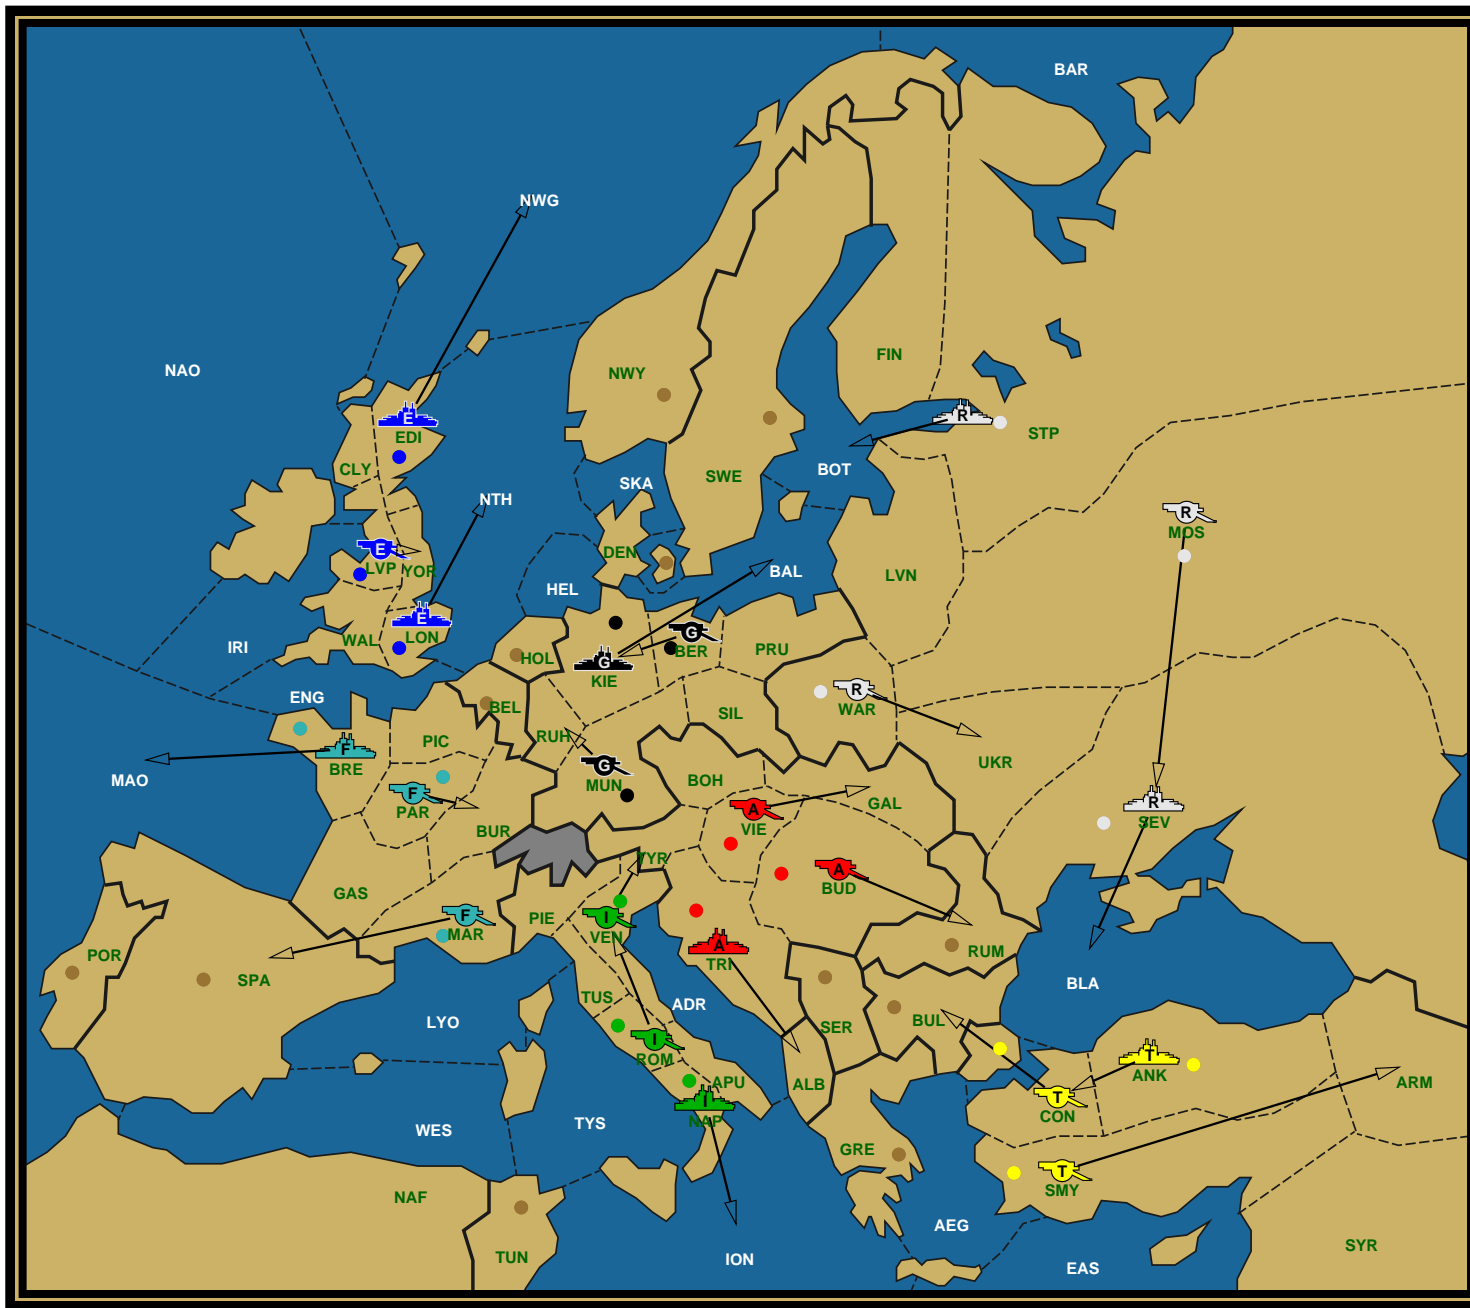 BAR
NWG
NAO
FIN
NWY
E
R
EDI
STP
CLY
SKA
BOT
SWE
NTH
R
MOS
E
LVP
YOR
DEN
BAL
LVN
HEL
E
LON
WAL
IRI
G
BER
PRU
HOL
G
KIE
R
WAR
ENG
BEL
SIL
RUH
PIC
F
BRE
UKR
G
MUN
BOH
MAO
F
PAR
A
VIE
GAL
R
SEV
BUR
TYR
A
BUD
GAS
F
MAR
PIE
I
VEN
A
TRI
RUM
POR
SPA
BLA
TUS
ADR
LYO
SER
BUL
I
ROM
T
ANK
APU
ALB
ARM
I
NAP
T
CON
TYS
WES
GRE
T
SMY
NAF
AEG
TUN
ION
EAS
SYR